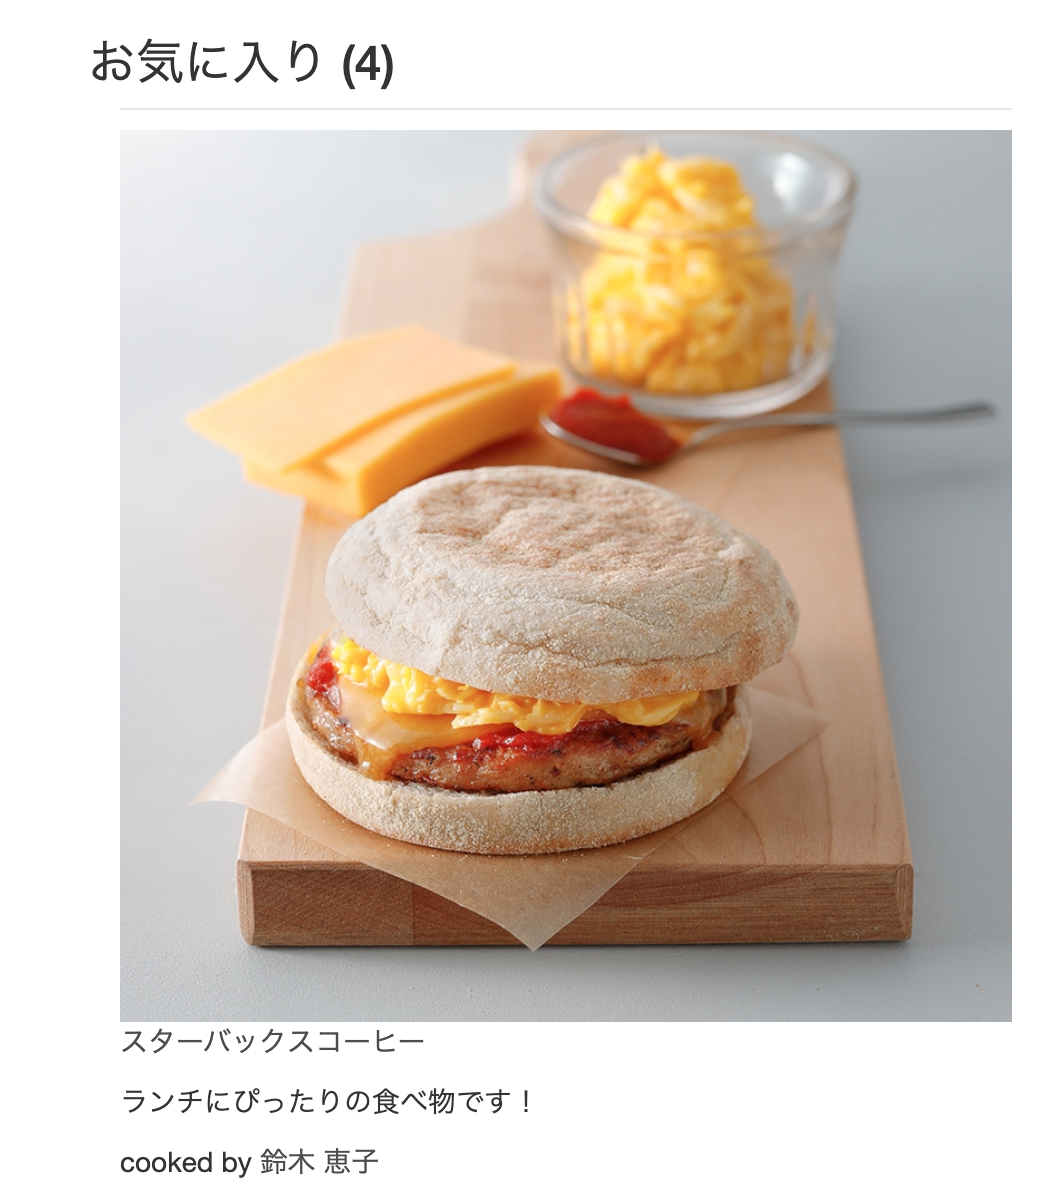 お気に入り (4)
スターバックスコーヒー
ランチにぴったりの食べ物です！
cooked by 鈴木 恵子